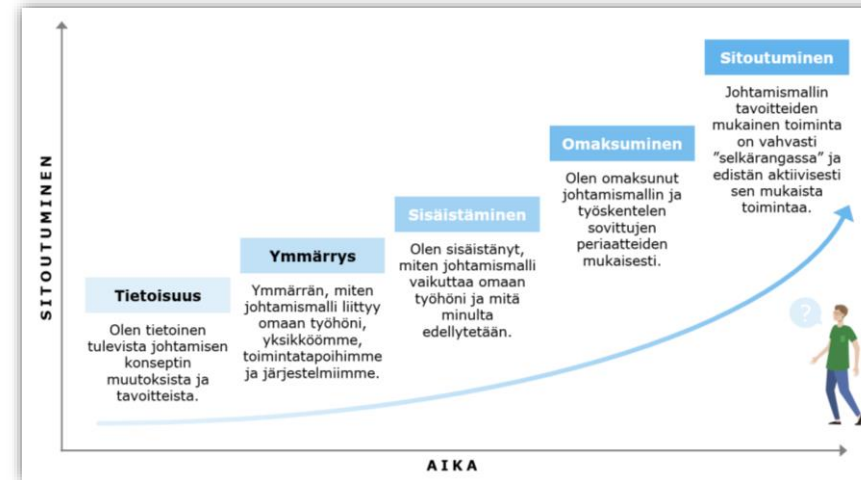 SITOUTUMINEN
Tietoisuus
Olen tietoinen
tulevista johtamisen
konseptin
muutoksista ja
tavoitteista.
Ymmärrys
Ymmärrän, miten
johtamismalli liittyy
omaan työhöni,
yksikköömme,
toimintatapoihimme
ja järjestelmiimme.
Sisäistäminen
Olen sisäistänyt,
miten johtamismalli
vaikuttaa omaan
työhöni ja mitä
minulta
edellytetään.
Omaksuminen
Olen omaksunut
johtamismallin ja
työskentelen
sovittujen
periaatteiden
mukaisesti.
Sitoutuminen
Johtamismallin
tavoitteiden
mukainen toiminta
on vahvasti
”selkärangassa” ja
edistän aktiivisesti
sen mukaista
toimintaa.
?
AIKA